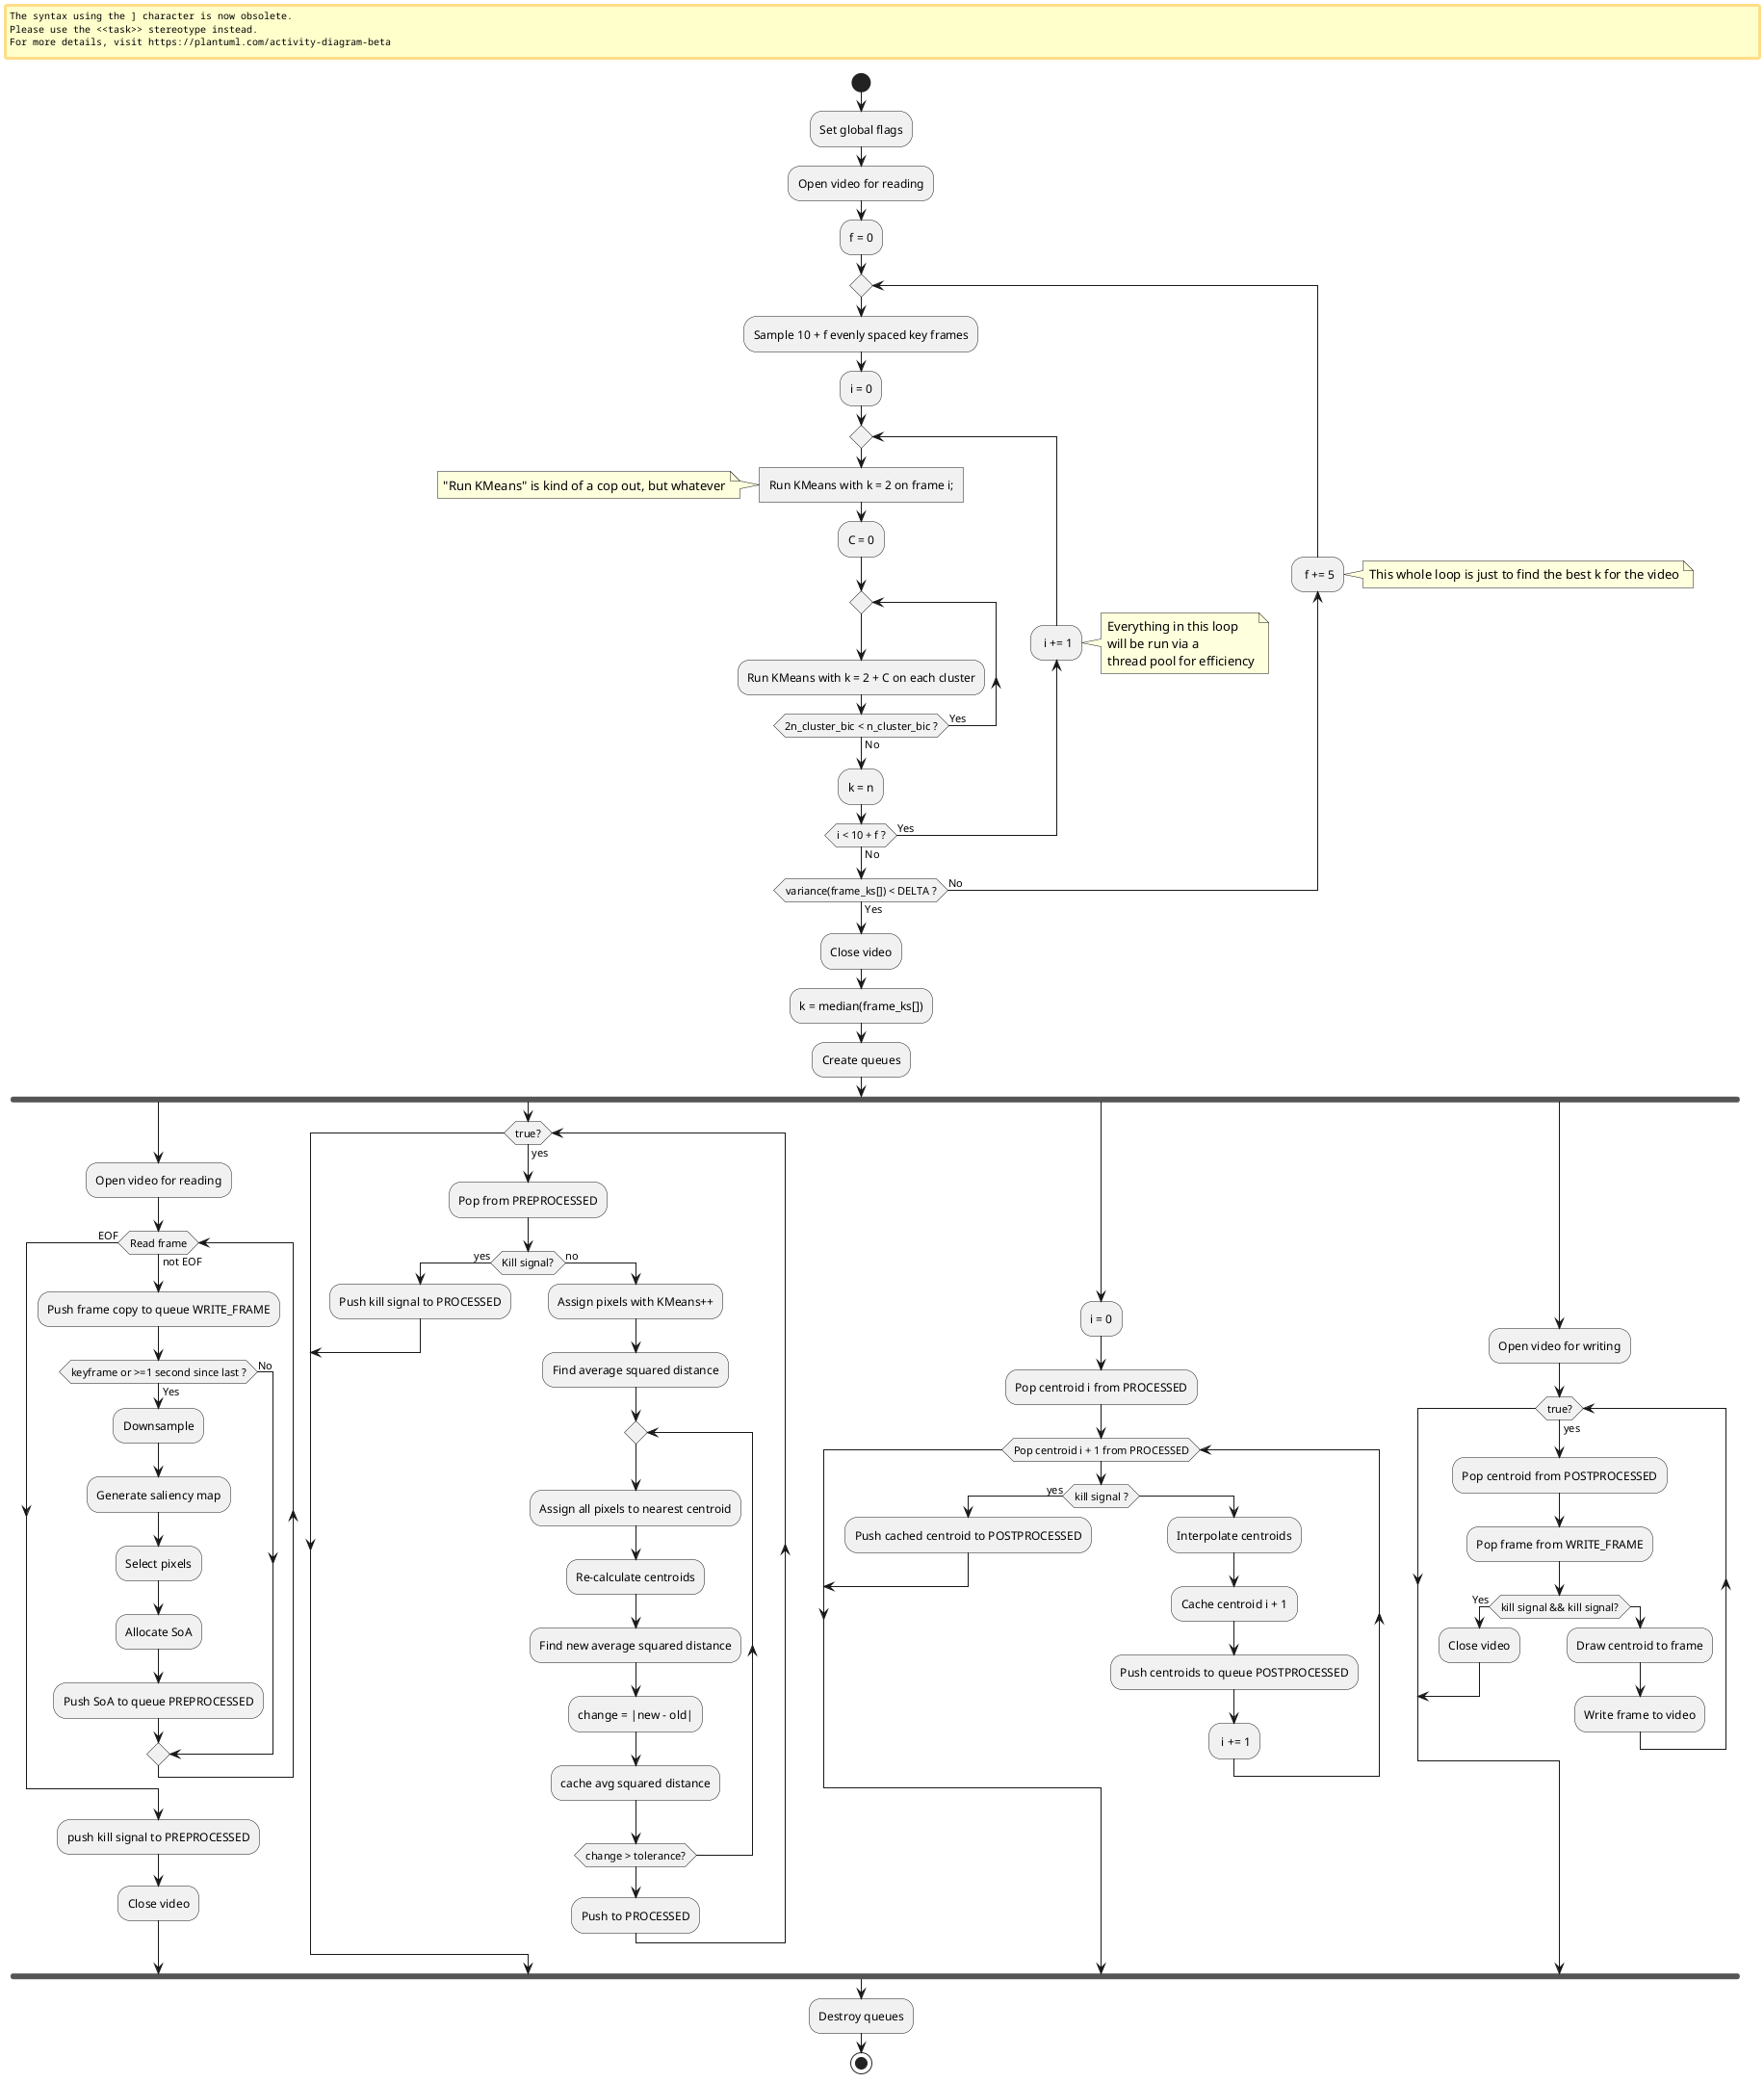 The syntax using the ] character is now obsolete.
Please use the <<task>> stereotype instead.
For more details, visit https://plantuml.com/activity-diagram-beta
Set global flags
Open video for reading
f = 0
Sample 10 + f evenly spaced key frames
i = 0
"Run KMeans" is kind of a cop out, but whatever
Run KMeans with k = 2 on frame i;
C = 0
f += 5
This whole loop is just to find the best k for the video
i += 1
Everything in this loop
will be run via a
thread pool for efficiency
Run KMeans with k = 2 + C on each cluster
2n_cluster_bic < n_cluster_bic ?
Yes
No
k = n
i < 10 + f ?
Yes
No
variance(frame_ks[]) < DELTA ?
No
Yes
Close video
k = median(frame_ks[])
Create queues
Open video for reading
Read frame
EOF
not EOF
Push frame copy to queue WRITE_FRAME
keyframe or >=1 second since last ?
No
Yes
Downsample
Generate saliency map
Select pixels
Allocate SoA
Push SoA to queue PREPROCESSED
push kill signal to PREPROCESSED
Close video
true?
yes
Pop from PREPROCESSED
Kill signal?
yes
no
Push kill signal to PROCESSED
Assign pixels with KMeans++
Find average squared distance
Assign all pixels to nearest centroid
Re-calculate centroids
Find new average squared distance
change = |new - old|
cache avg squared distance
change > tolerance?
Push to PROCESSED
i = 0
Pop centroid i from PROCESSED
Pop centroid i + 1 from PROCESSED
kill signal ?
yes
Push cached centroid to POSTPROCESSED
Interpolate centroids
Cache centroid i + 1
Push centroids to queue POSTPROCESSED
i += 1
Open video for writing
true?
yes
Pop centroid from POSTPROCESSED
Pop frame from WRITE_FRAME
kill signal && kill signal?
Yes
Close video
Draw centroid to frame
Write frame to video
Destroy queues